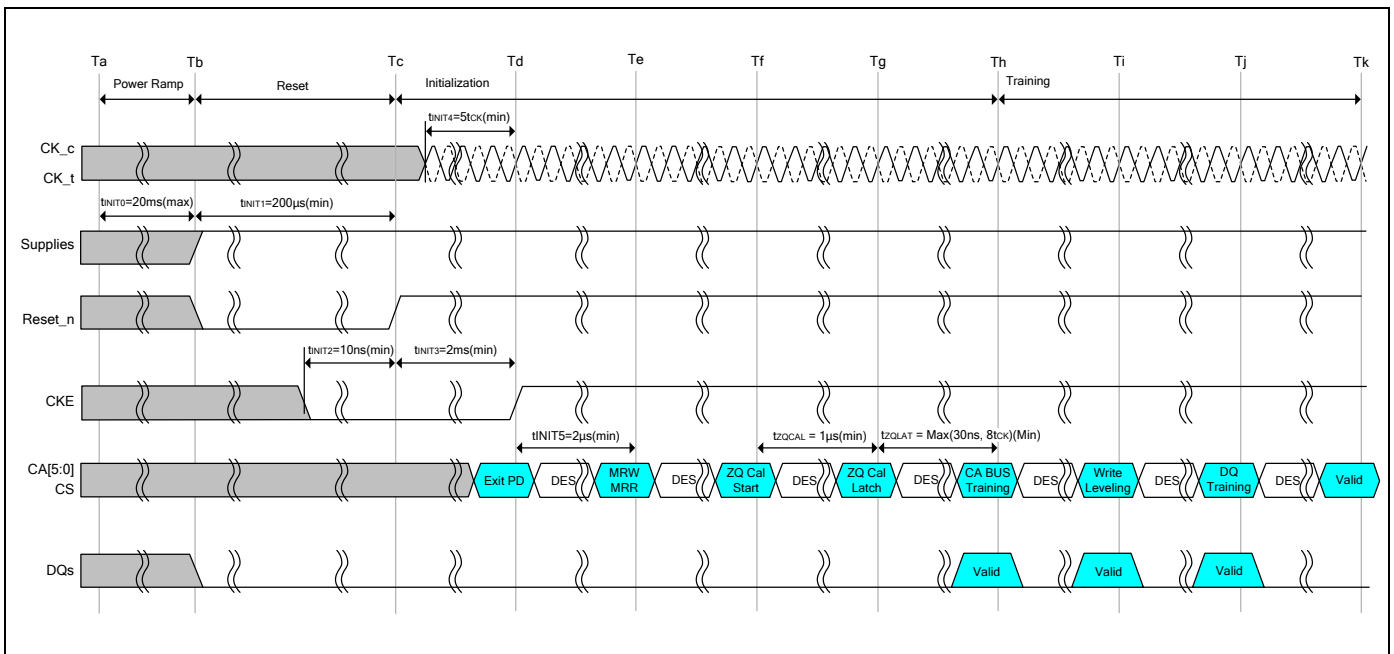 Ta Tb Tc Td Te Tf Tg Th Ti Tj Tk
Power Ramp Reset Initialization Training
tINIT4=5tCK(min)
CK_c
CK_t
tINIT0=20ms(max) tINIT1=200µs(min)
Supplies
Reset_n
tINIT2=10ns(min) tINIT3=2ms(min)
CKE
tINIT5=2µs(min) tZQCAL = 1µs(min) tZQLAT = Max(30ns, 8tCK)(Min)
CA[5:0]
CS
Exit PD DES MRW MRR DES ZQ Cal Start DES ZQ Cal Latch DES CA BUS Training DES Write Leveling DES DQ Training DES Valid
DQs Valid Valid Valid